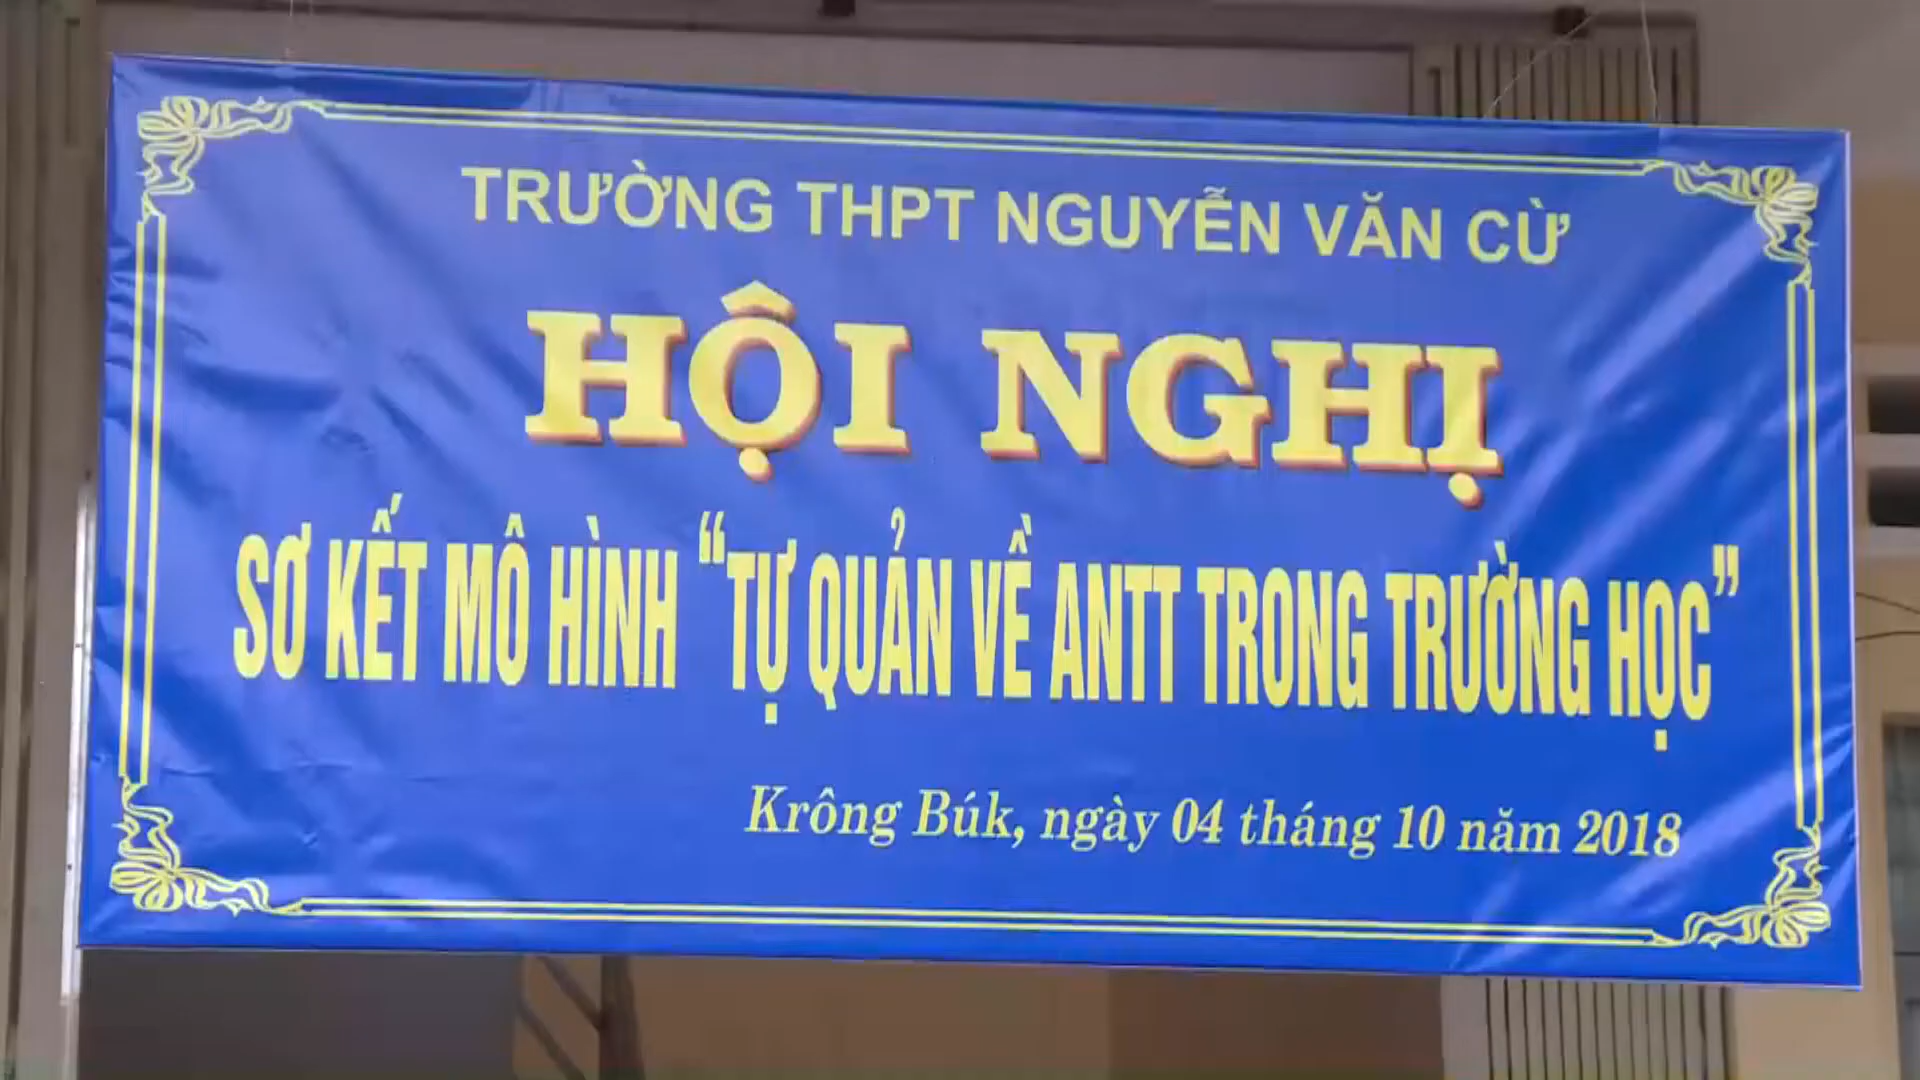 TRƯỜNG THPT NGUYỄN VĂN CỪ
HỘI NGHỊ
SƠ KẾT MÔ HÌNH “TỰ QUẢN VỀ ANTT TRONG TRƯỜNG HỌC”
Krông Búk, ngày 04 tháng 10 năm 2018